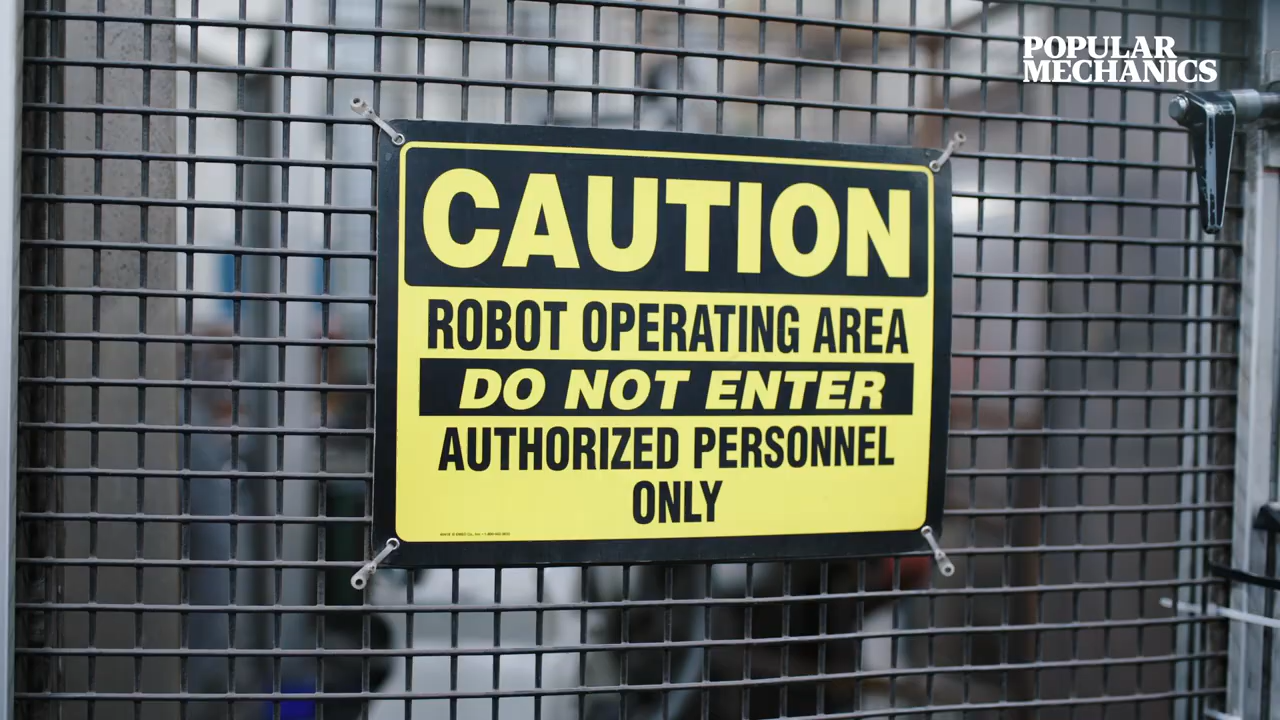 POPULAR
MECHANICS
CAUTION
ROBOT OPERATING AREA
DO NOT ENTER
AUTHORIZED PERSONNEL
ONLY